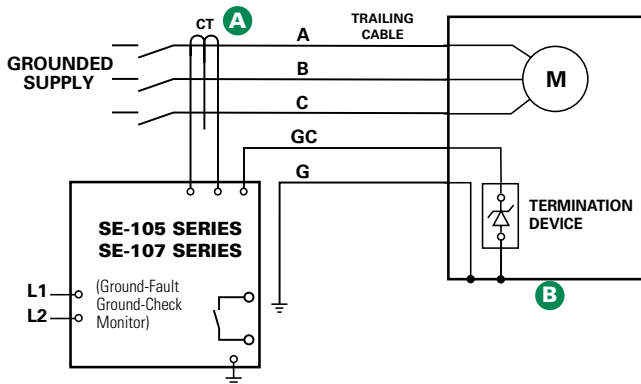 CT
A
TRAILING
CABLE
A
GROUNDED
SUPPLY
B
M
C
GC
G
TERMINATION
DEVICE
SE-105 SERIES
SE-107 SERIES
(Ground-Fault
Ground-Check
Monitor)
L1
L2
B